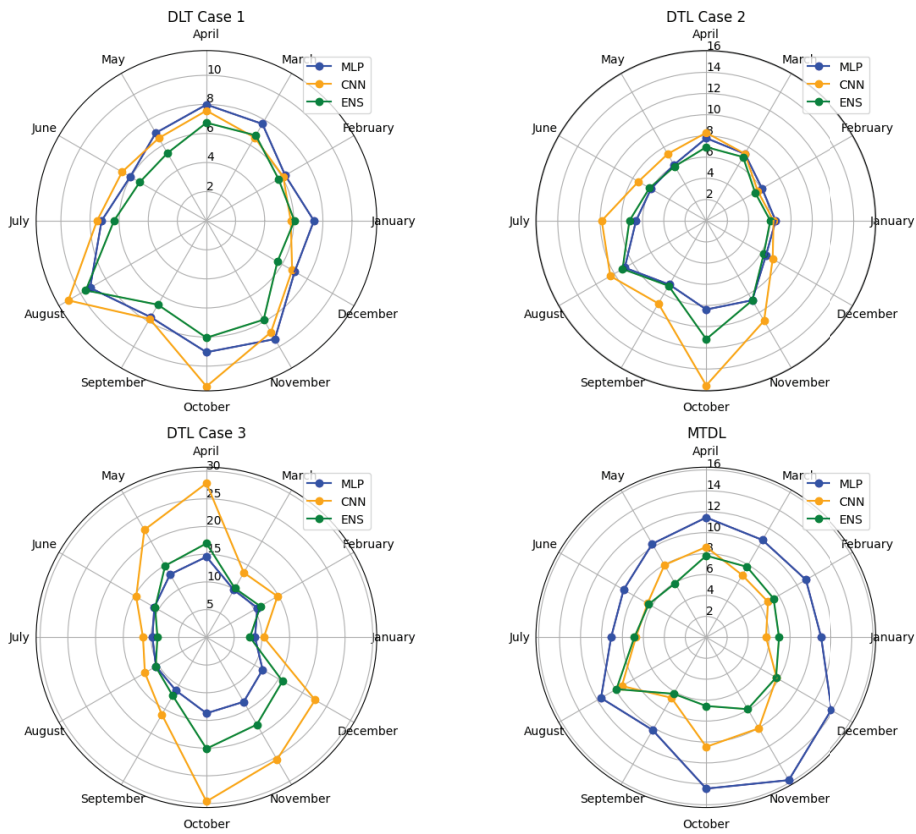 DLT Case 1
April
May
March
June
February
July
January
August
December
September
November
October
10
8
6
4
2
MLP
CNN
ENS
DTL Case 2
April
May
March
June
February
July
January
August
December
September
November
October
16
14
12
10
8
6
4
2
MLP
CNN
ENS
DTL Case 3
April
May
March
June
February
July
January
August
December
September
November
October
30
25
20
15
10
5
MLP
CNN
ENS
MTDL
April
May
March
June
February
July
January
August
December
September
November
October
16
14
12
10
8
6
4
2
MLP
CNN
ENS